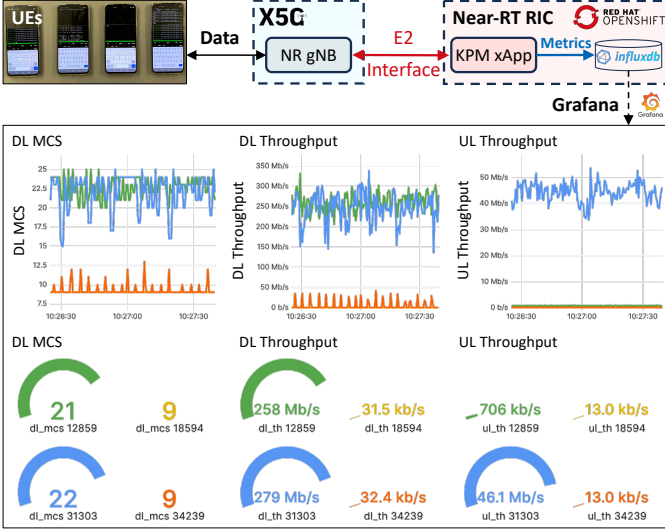 UEs
X5G
Near-RT RIC
RED HAT
OPENSHIFT
Data
NR gNB
E2
Interface
KPM xApp
Metrics
influxdb
Grafana
Grafana
DL MCS
DL Throughput
UL Throughput
DL MCS
25
22.5
20
17.5
15
12.5
10
7.5
10:26:30
10:27:00
10:27:30
DL Throughput
350 Mb/s
300 Mb/s
250 Mb/s
200 Mb/s
150 Mb/s
100 Mb/s
50 Mb/s
0 b/s
10:26:30
10:27:00
10:27:30
UL Throughput
50 Mb/s
40 Mb/s
30 Mb/s
20 Mb/s
10 Mb/s
0 b/s
10:26:30
10:27:00
10:27:30
DL MCS
DL Throughput
UL Throughput
21
dl_mcs 12859
9
dl_mcs 18594
258 Mb/s
dl_th 12859
31.5 kb/s
dl_th 18594
706 kb/s
ul_th 12859
13.0 kb/s
ul_th 18594
22
dl_mcs 31303
9
dl_mcs 34239
279 Mb/s
dl_th 31303
32.4 kb/s
dl_th 34239
46.1 Mb/s
ul_th 31303
13.0 kb/s
ul_th 34239